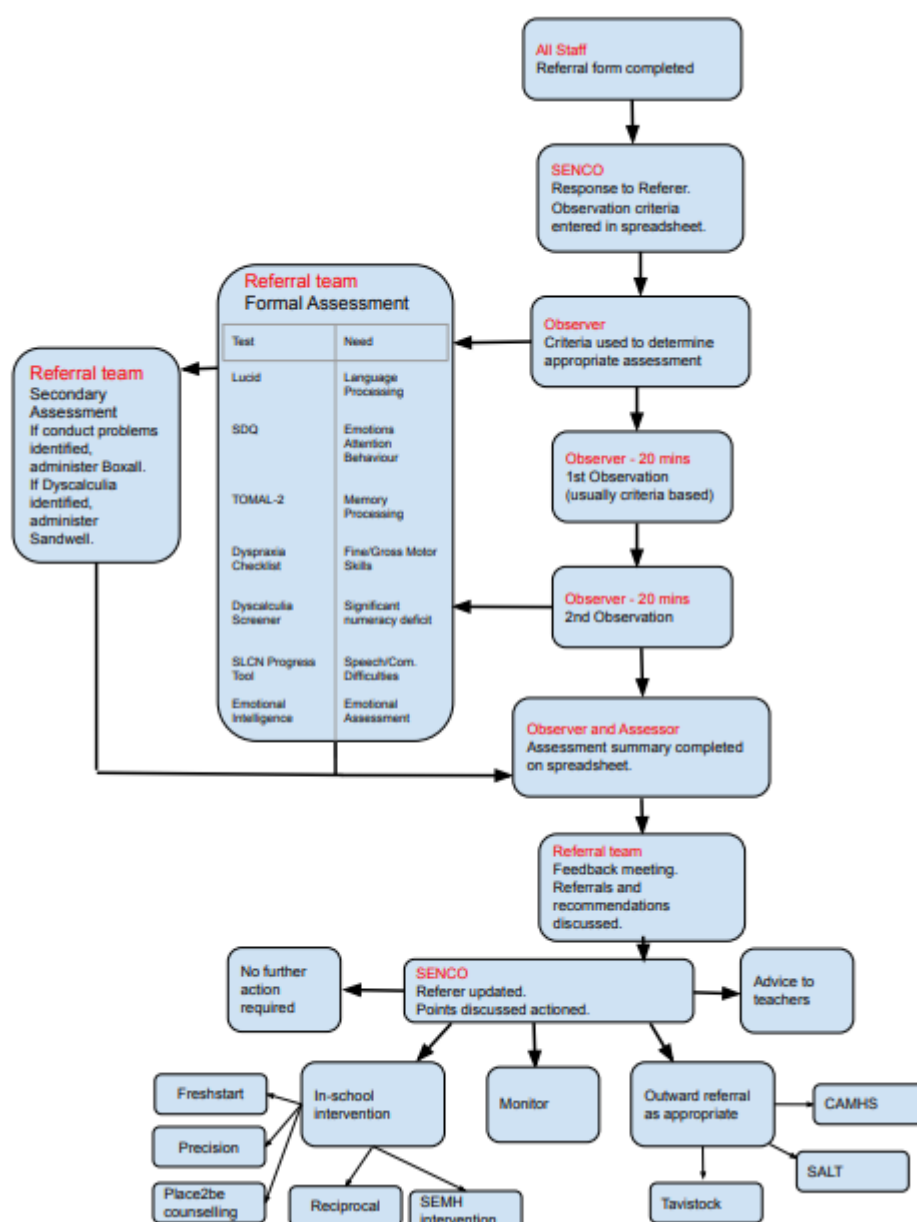 All Staff
Referral form completed
SENCO
Response to Referer.
Observation criteria
entered in spreadsheet.
Referral team
Formal Assessment
Test Need
Lucid Language
Processing
SDQ Emotions
Attention
Behaviour
TOMAL-2 Memory
Processing
Dyspraxia Fine/Gross Motor
Checklist Skills
Dyscalculia Significant
Screener numeracy deficit
SLCN Progress Speech/Com.
Tool Difficulties
Emotional Emotional
Intelligence Assessment
Observer
Criteria used to determine
appropriate assessment
Referral team
Secondary
Assessment
If conduct problems
identified,
administer Boxall.
If Dyscalculia
identified,
administer
Sandwell.
Observer - 20 mins
1st Observation
(usually criteria based)
Observer - 20 mins
2nd Observation
Observer and Assessor
Assessment summary completed
on spreadsheet.
Referral team
Feedback meeting.
Referrals and
recommendations
discussed.
No further
action
required
SENCO
Referer updated.
Points discussed actioned.
Advice to
teachers
Freshstart
Precision
Place2be
counselling
In-school
intervention
Reciprocal
SEMH
intervention
Monitor
Outward referral
as appropriate
CAMHS
SALT
Tavistock